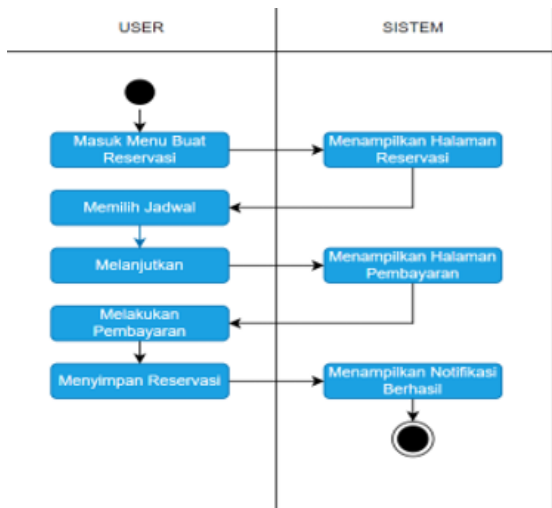 USER
SISTEM
Masuk Menu Buat
Reservasi
Menampilkan Halaman
Reservasi
Memilih Jadwal
Melanjutkan
Menampilkan Halaman
Pembayaran
Melakukan
Pembayaran
Menyimpan Reservasi
Menampilkan Notifikasi
Berhasil